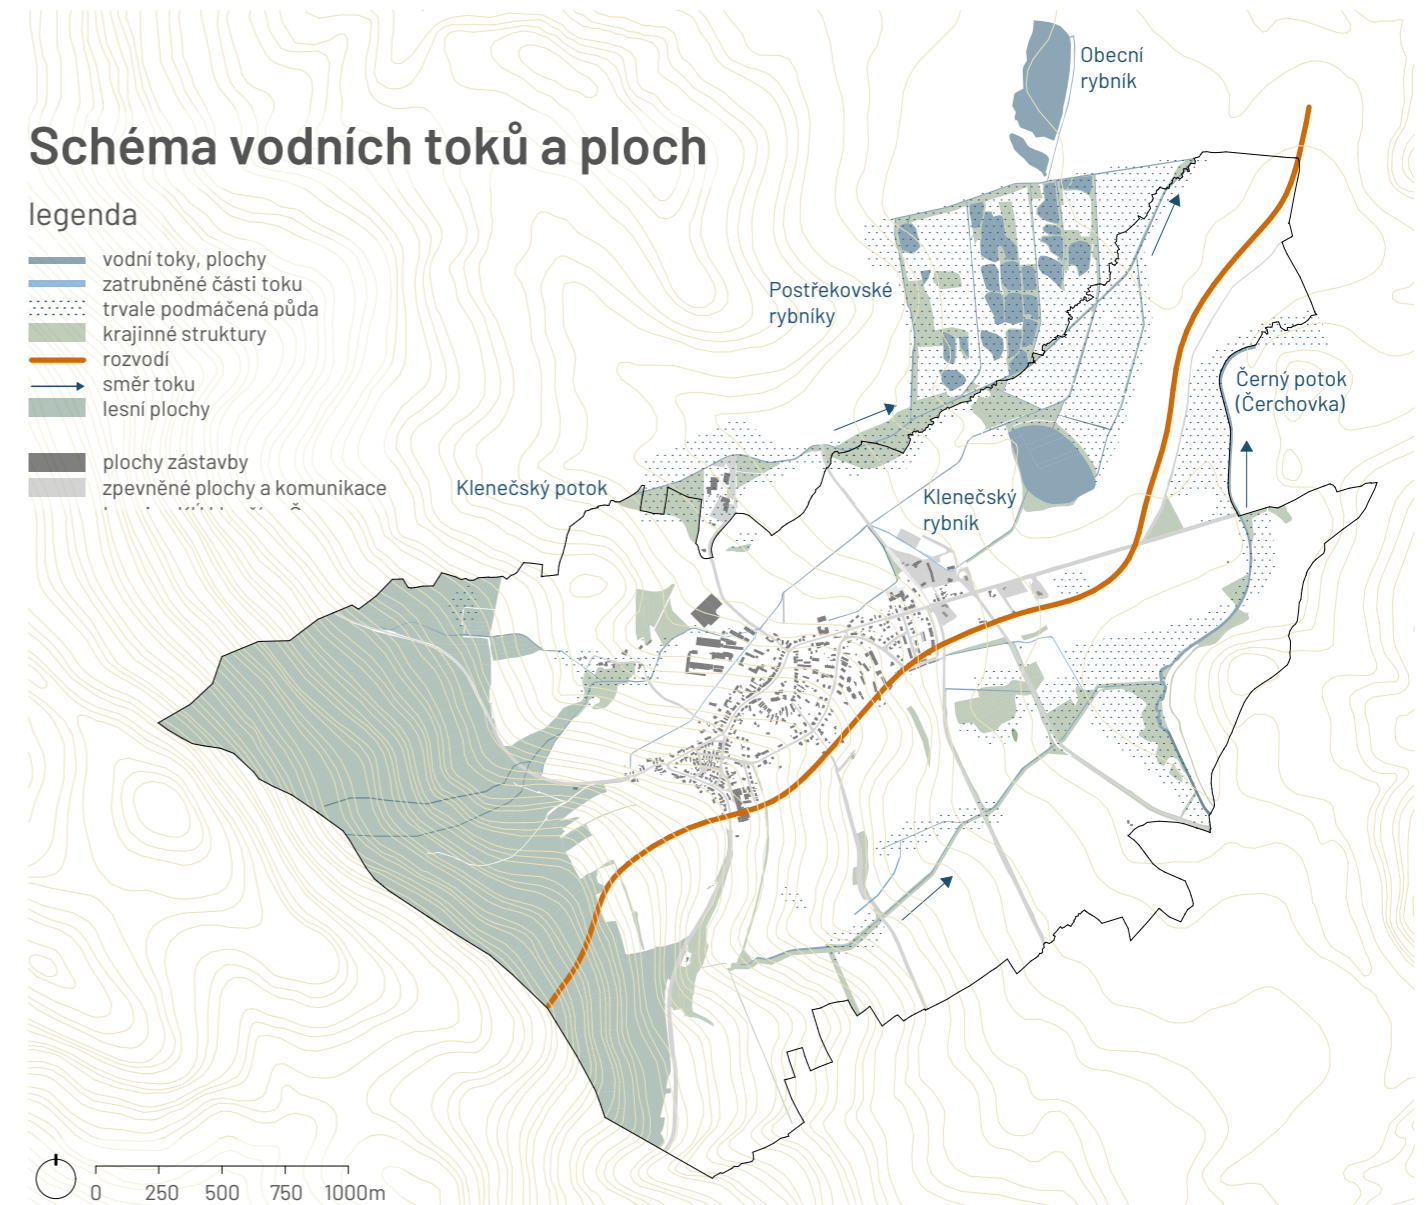 Schéma vodních toků a ploch
legenda
vodní toky, plochy
zatrubněné části toku
trvale podmáčená půda
krajinné struktury
rozvodí
směr toku
lesní plochy
plochy zástavby
zpevněné plochy a komunikace
Obecní
rybník
Postřekovské
rybníky
Černý potok
(Čerchovka)
Klenečský potok
Klenečský
rybník
0 250 500 750 1000m